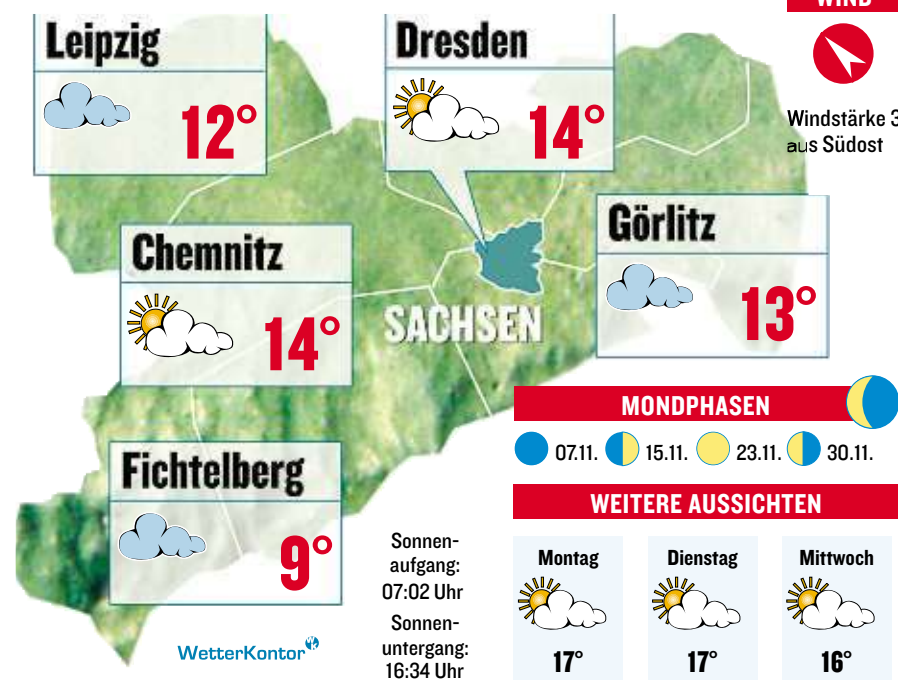 Leipzig
12°
Dresden
14°
WIND
Windstärke 3
aus Südost
Chemnitz
14°
Görlitz
13°
SACHSEN
Fichtelberg
9°
MONDPHASEN
07.11. 15.11. 23.11. 30.11.
WEITERE AUSSICHTEN
Montag
17°
Dienstag
17°
Mittwoch
16°
Sonnen-
aufgang:
07:02 Uhr
Sonnen-
untergang:
16:34 Uhr
WetterKontor